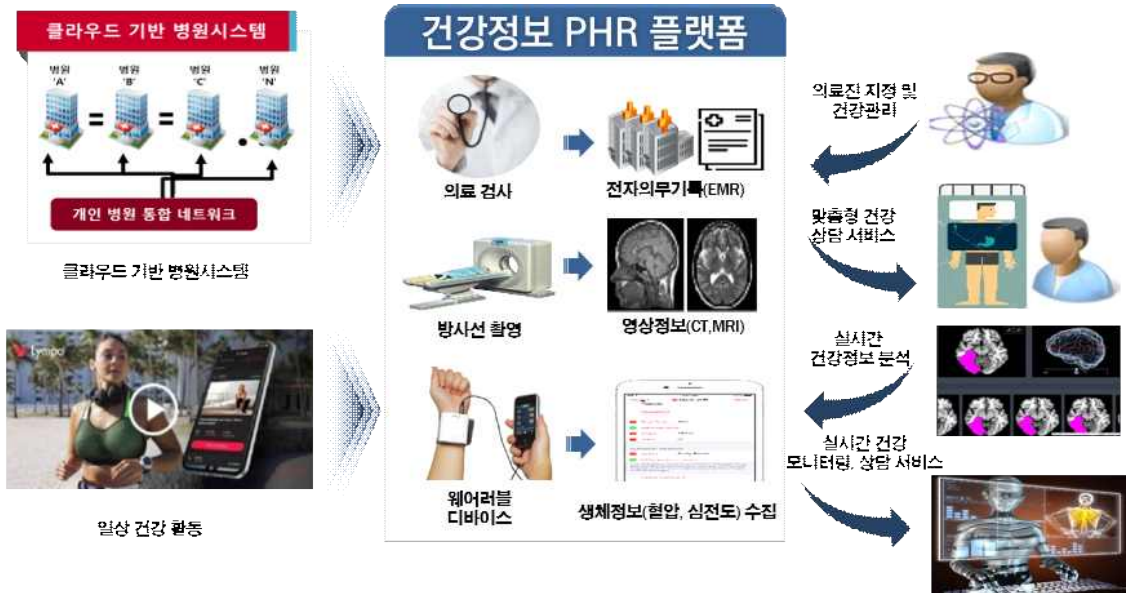 클라우드 기반 병원시스템
병원 'A'
병원 'B'
병원 'C'
병원 'N'
개인 병원 통합 네트워크
클라우드 기반 병원시스템
Lympo
일상 건강 활동
건강정보 PHR 플랫폼
의료 검사
전자의무기록(EMR)
방사선 촬영
영상정보(CT,MRI)
웨어러블
디바이스
생체정보(혈압, 심전도) 수집
의료진 지정 및
건강관리
맞춤형 건강
상담 서비스
실시간
건강정보 분석
실시간 건강
모니터링, 상담 서비스